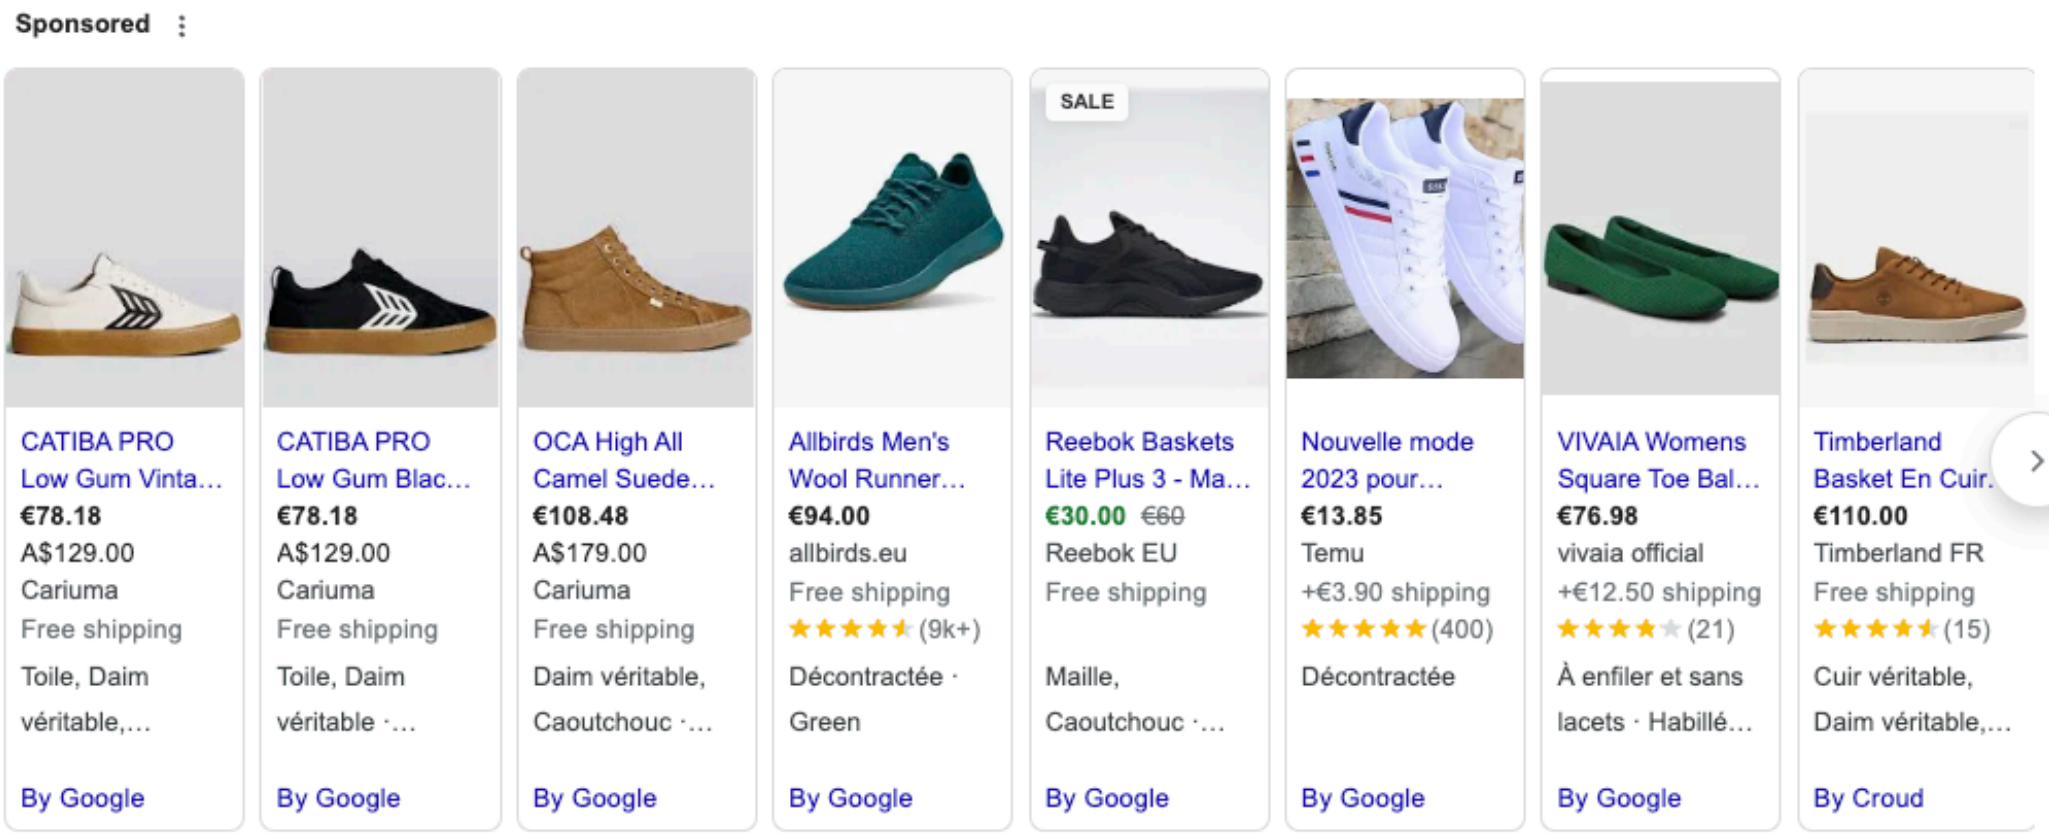 Sponsored
CATIBA PRO
Low Gum Vinta...
€78.18
A$129.00
Cariuma
Free shipping
Toile, Daim
véritable,...
By Google
CATIBA PRO
Low Gum Blac...
€78.18
A$129.00
Cariuma
Free shipping
Toile, Daim
véritable ·...
By Google
OCA High All
Camel Suede...
€108.48
A$179.00
Cariuma
Free shipping
Daim véritable,
Caoutchouc ·...
By Google
Allbirds Men's
Wool Runner...
€94.00
allbirds.eu
Free shipping
(9k+)
Décontractée ·
Green
By Google
SALE
Reebok Baskets
Lite Plus 3 - Ma...
€30.00 €60
Reebok EU
Free shipping
Maille,
Caoutchouc ·...
By Google
Nouvelle mode
2023 pour...
€13.85
Temu
+€3.90 shipping
(400)
Décontractée
By Google
VIVAIA Womens
Square Toe Bal...
€76.98
vivaia official
+€12.50 shipping
(21)
À enfiler et sans
lacets · Habillé...
By Google
Timberland
Basket En Cuir.
€110.00
Timberland FR
Free shipping
(15)
Cuir véritable,
Daim véritable,...
By Croud